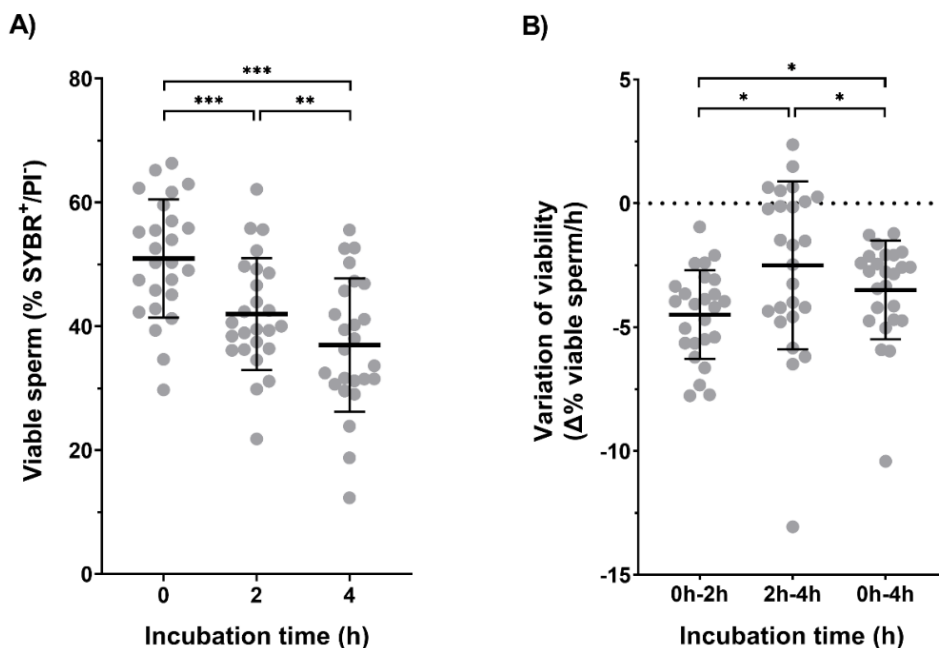 A)
***
***
**
80
60
40
20
0
0
2
4
Viable sperm (% SYBR⁺/PI⁻)
Incubation time (h)
B)
*
*
*
5
0
-5
-10
-15
0h-2h
2h-4h
0h-4h
Variation of viability
(Δ% viable sperm/h)
Incubation time (h)